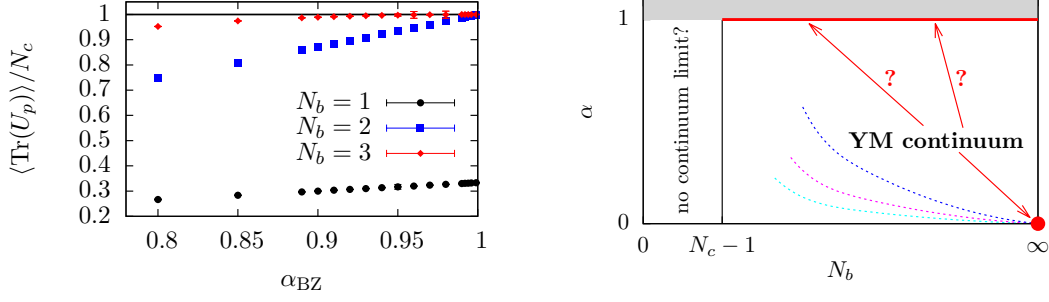 ⟨Tr(U_p)⟩/N_c
1
0.9
0.8
0.7
0.6
0.5
0.4
0.3
0.2
N_b = 1
N_b = 2
N_b = 3
0.8
0.85
0.9
0.95
1
α_BZ
α
1
0
no continuum limit?
?
?
YM continuum
0
N_c − 1
∞
N_b